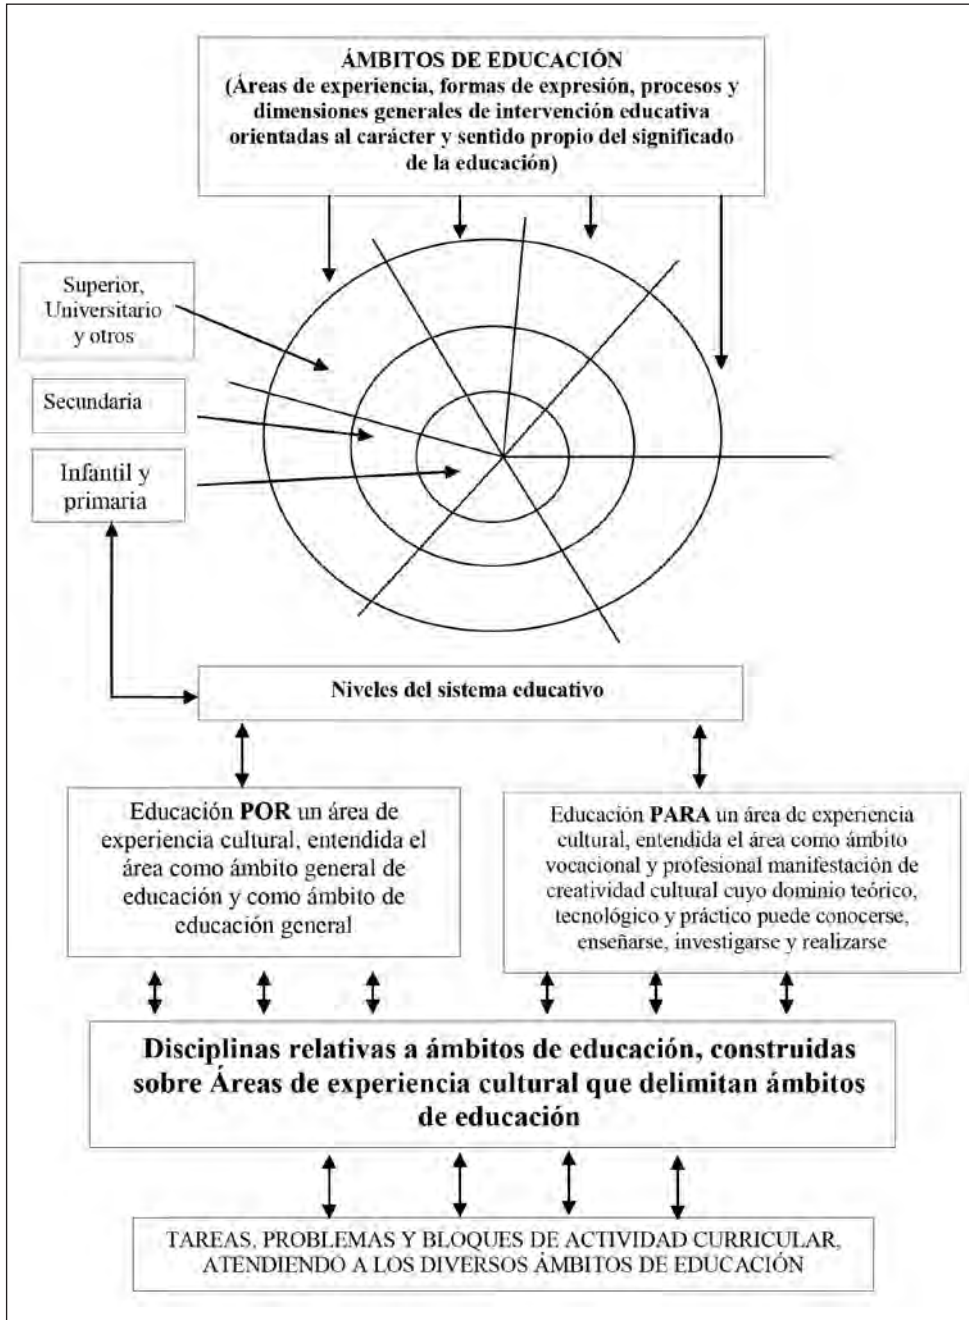 ÁMBITOS DE EDUCACIÓN
(Áreas de experiencia, formas de expresión, procesos y
dimensiones generales de intervención educativa
orientadas al carácter y sentido propio del significado
de la educación)
Superior,
Universitario
y otros
Secundaria
Infantil y
primaria
Niveles del sistema educativo
Educación POR un área de
experiencia cultural, entendida el
área como ámbito general de
educación y como ámbito de
educación general
Educación PARA un área de experiencia
cultural, entendida el área como ámbito
vocacional y profesional manifestación de
creatividad cultural cuyo dominio teórico,
tecnológico y práctico puede conocerse,
enseñarse, investigarse y realizarse
Disciplinas relativas a ámbitos de educación, construidas
sobre Áreas de experiencia cultural que delimitan ámbitos
de educación
TAREAS, PROBLEMAS Y BLOQUES DE ACTIVIDAD CURRICULAR,
ATENDIENDO A LOS DIVERSOS ÁMBITOS DE EDUCACIÓN